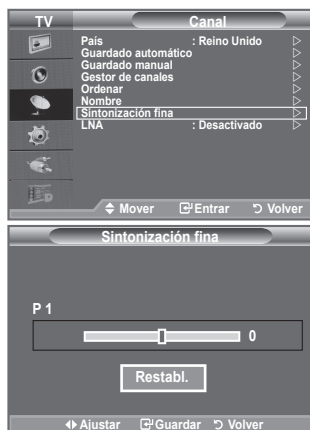 TV Canal
País : Reino Unido
Guardado automático
Guardado manual
Gestor de canales
Ordenar
Nombre
Sintonización fina
LNA : Desactivado
Mover Entrar Volver
Sintonización fina
P 1
0
Restabl.
Ajustar Guardar Volver